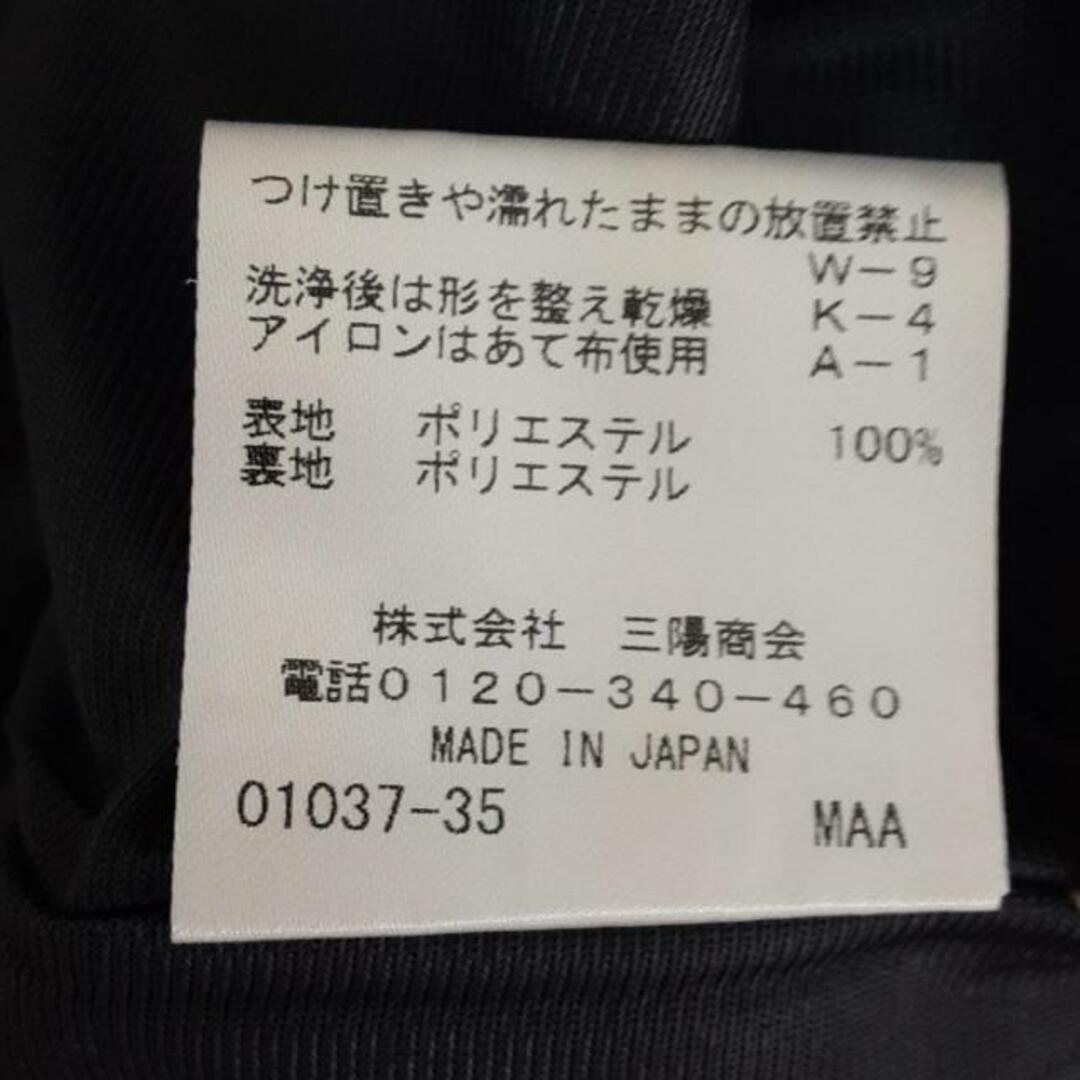 つけ置きや濡れたままの放置禁止
W-9
洗浄後は形を整え乾燥 K-4
アイロンはあて布使用 A-1
表地 ポリエステル 100%
裏地 ポリエステル
株式会社 三陽商会
電話0120-340-460
MADE IN JAPAN
01037-35 MAA